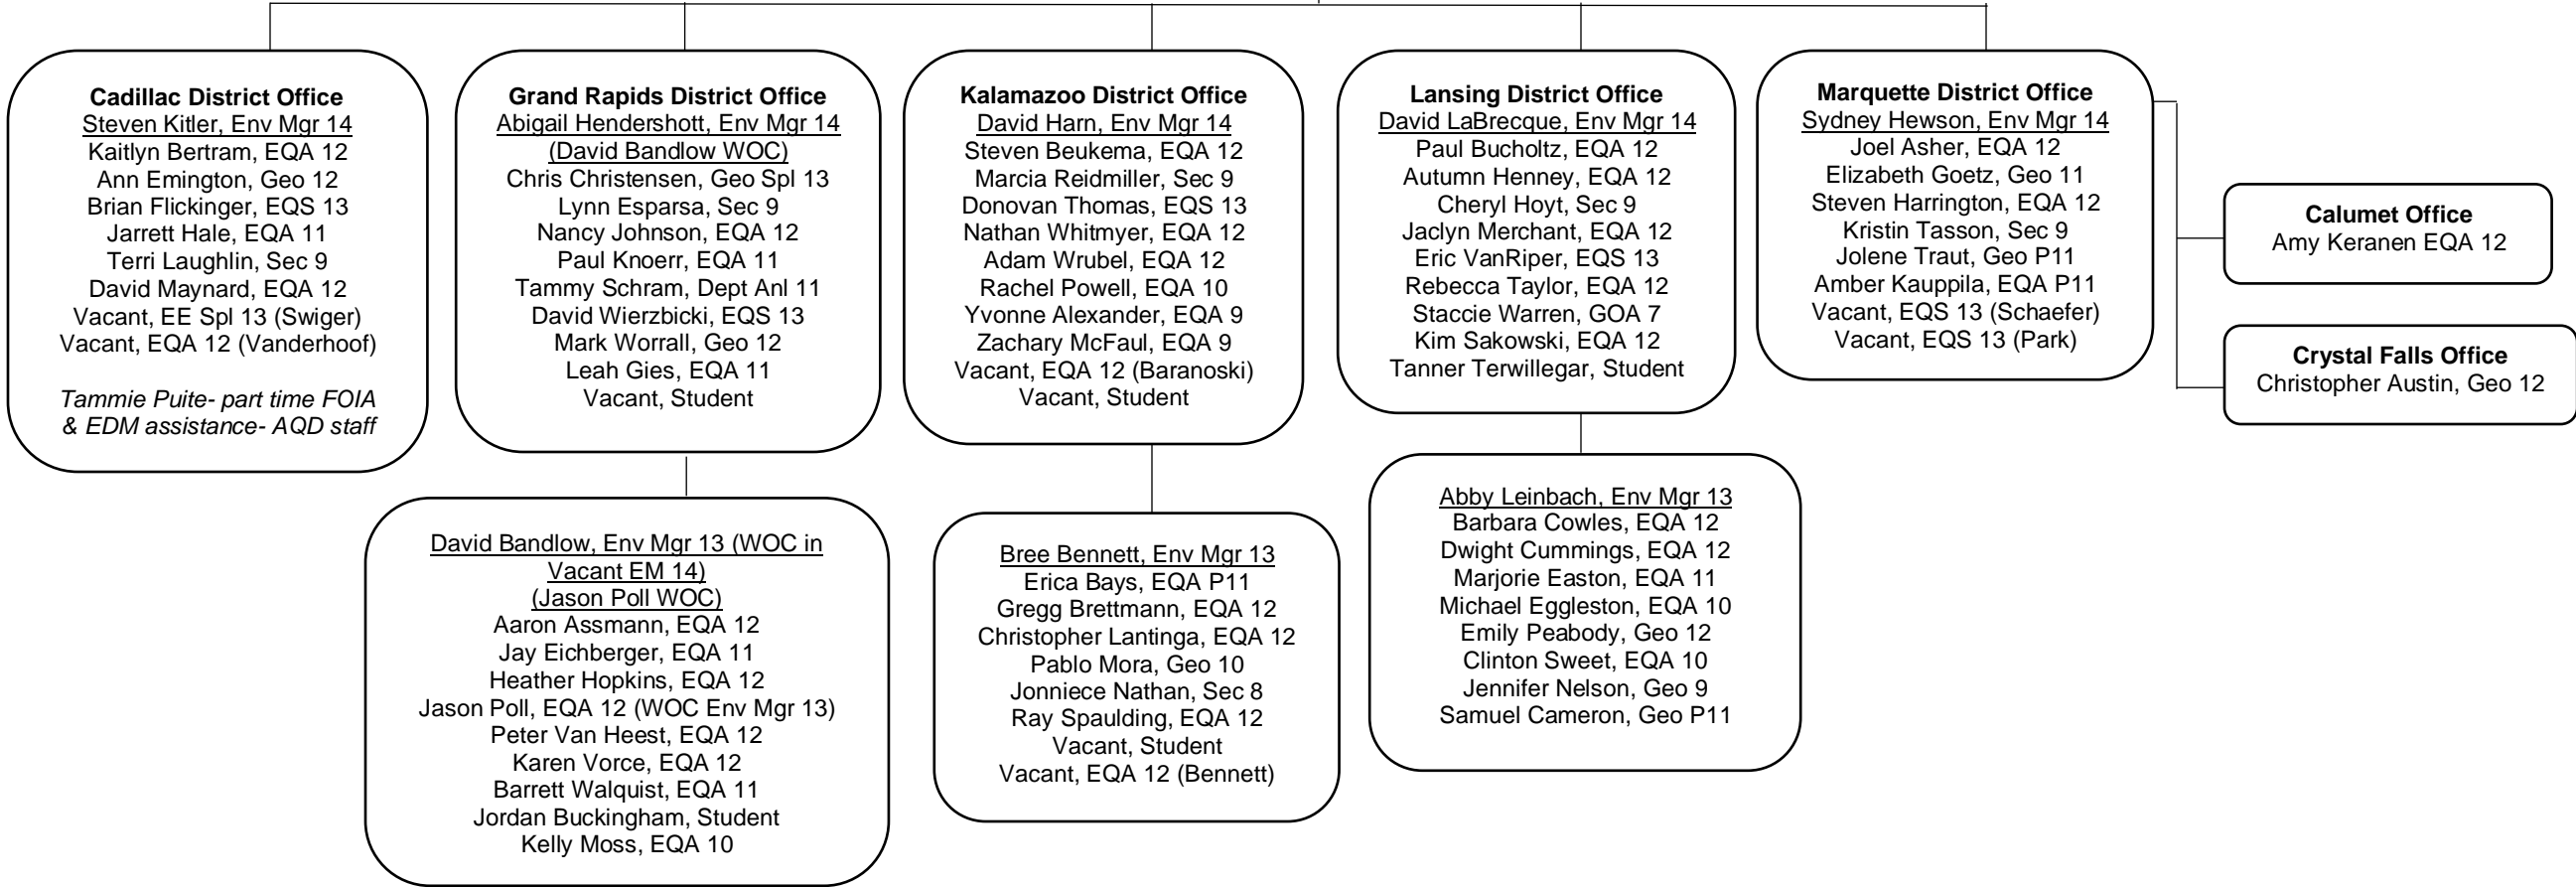 Cadillac District Office
Steven Kitler, Env Mgr 14
Kaitlyn Bertram, EQA 12
Ann Emington, Geo 12
Brian Flickinger, EQS 13
Jarrett Hale, EQA 11
Terri Laughlin, Sec 9
David Maynard, EQA 12
Vacant, EE Spl 13 (Swiger)
Vacant, EQA 12 (Vanderhoof)
Tammie Puite- part time FOIA
& EDM assistance- AQD staff
Grand Rapids District Office
Abigail Hendershott, Env Mgr 14
(David Bandlow WOC)
Chris Christensen, Geo Spl 13
Lynn Esparsa, Sec 9
Nancy Johnson, EQA 12
Paul Knoerr, EQA 11
Tammy Schram, Dept Anl 11
David Wierzbicki, EQS 13
Mark Worrall, Geo 12
Leah Gies, EQA 11
Vacant, Student
David Bandlow, Env Mgr 13 (WOC in
Vacant EM 14)
(Jason Poll WOC)
Aaron Assmann, EQA 12
Jay Eichberger, EQA 11
Heather Hopkins, EQA 12
Jason Poll, EQA 12 (WOC Env Mgr 13)
Peter Van Heest, EQA 12
Karen Vorce, EQA 12
Barrett Walquist, EQA 11
Jordan Buckingham, Student
Kelly Moss, EQA 10
Kalamazoo District Office
David Harn, Env Mgr 14
Steven Beukema, EQA 12
Marcia Reidmiller, Sec 9
Donovan Thomas, EQS 13
Nathan Whitmyer, EQA 12
Adam Wrubel, EQA 12
Rachel Powell, EQA 10
Yvonne Alexander, EQA 9
Zachary McFaul, EQA 9
Vacant, EQA 12 (Baranoski)
Vacant, Student
Bree Bennett, Env Mgr 13
Erica Bays, EQA P11
Gregg Brettmann, EQA 12
Christopher Lantinga, EQA 12
Pablo Mora, Geo 10
Jonniece Nathan, Sec 8
Ray Spaulding, EQA 12
Vacant, Student
Vacant, EQA 12 (Bennett)
Lansing District Office
David LaBrecque, Env Mgr 14
Paul Bucholtz, EQA 12
Autumn Henney, EQA 12
Cheryl Hoyt, Sec 9
Jaclyn Merchant, EQA 12
Eric VanRiper, EQS 13
Rebecca Taylor, EQA 12
Staccie Warren, GOA 7
Kim Sakowski, EQA 12
Tanner Terwillegar, Student
Abby Leinbach, Env Mgr 13
Barbara Cowles, EQA 12
Dwight Cummings, EQA 12
Marjorie Easton, EQA 11
Michael Eggleston, EQA 10
Emily Peabody, Geo 12
Clinton Sweet, EQA 10
Jennifer Nelson, Geo 9
Samuel Cameron, Geo P11
Marquette District Office
Sydney Hewson, Env Mgr 14
Joel Asher, EQA 12
Elizabeth Goetz, Geo 11
Steven Harrington, EQA 12
Kristin Tasson, Sec 9
Jolene Traut, Geo P11
Amber Kauppila, EQA P11
Vacant, EQS 13 (Schaefer)
Vacant, EQS 13 (Park)
Calumet Office
Amy Keranen EQA 12
Crystal Falls Office
Christopher Austin, Geo 12